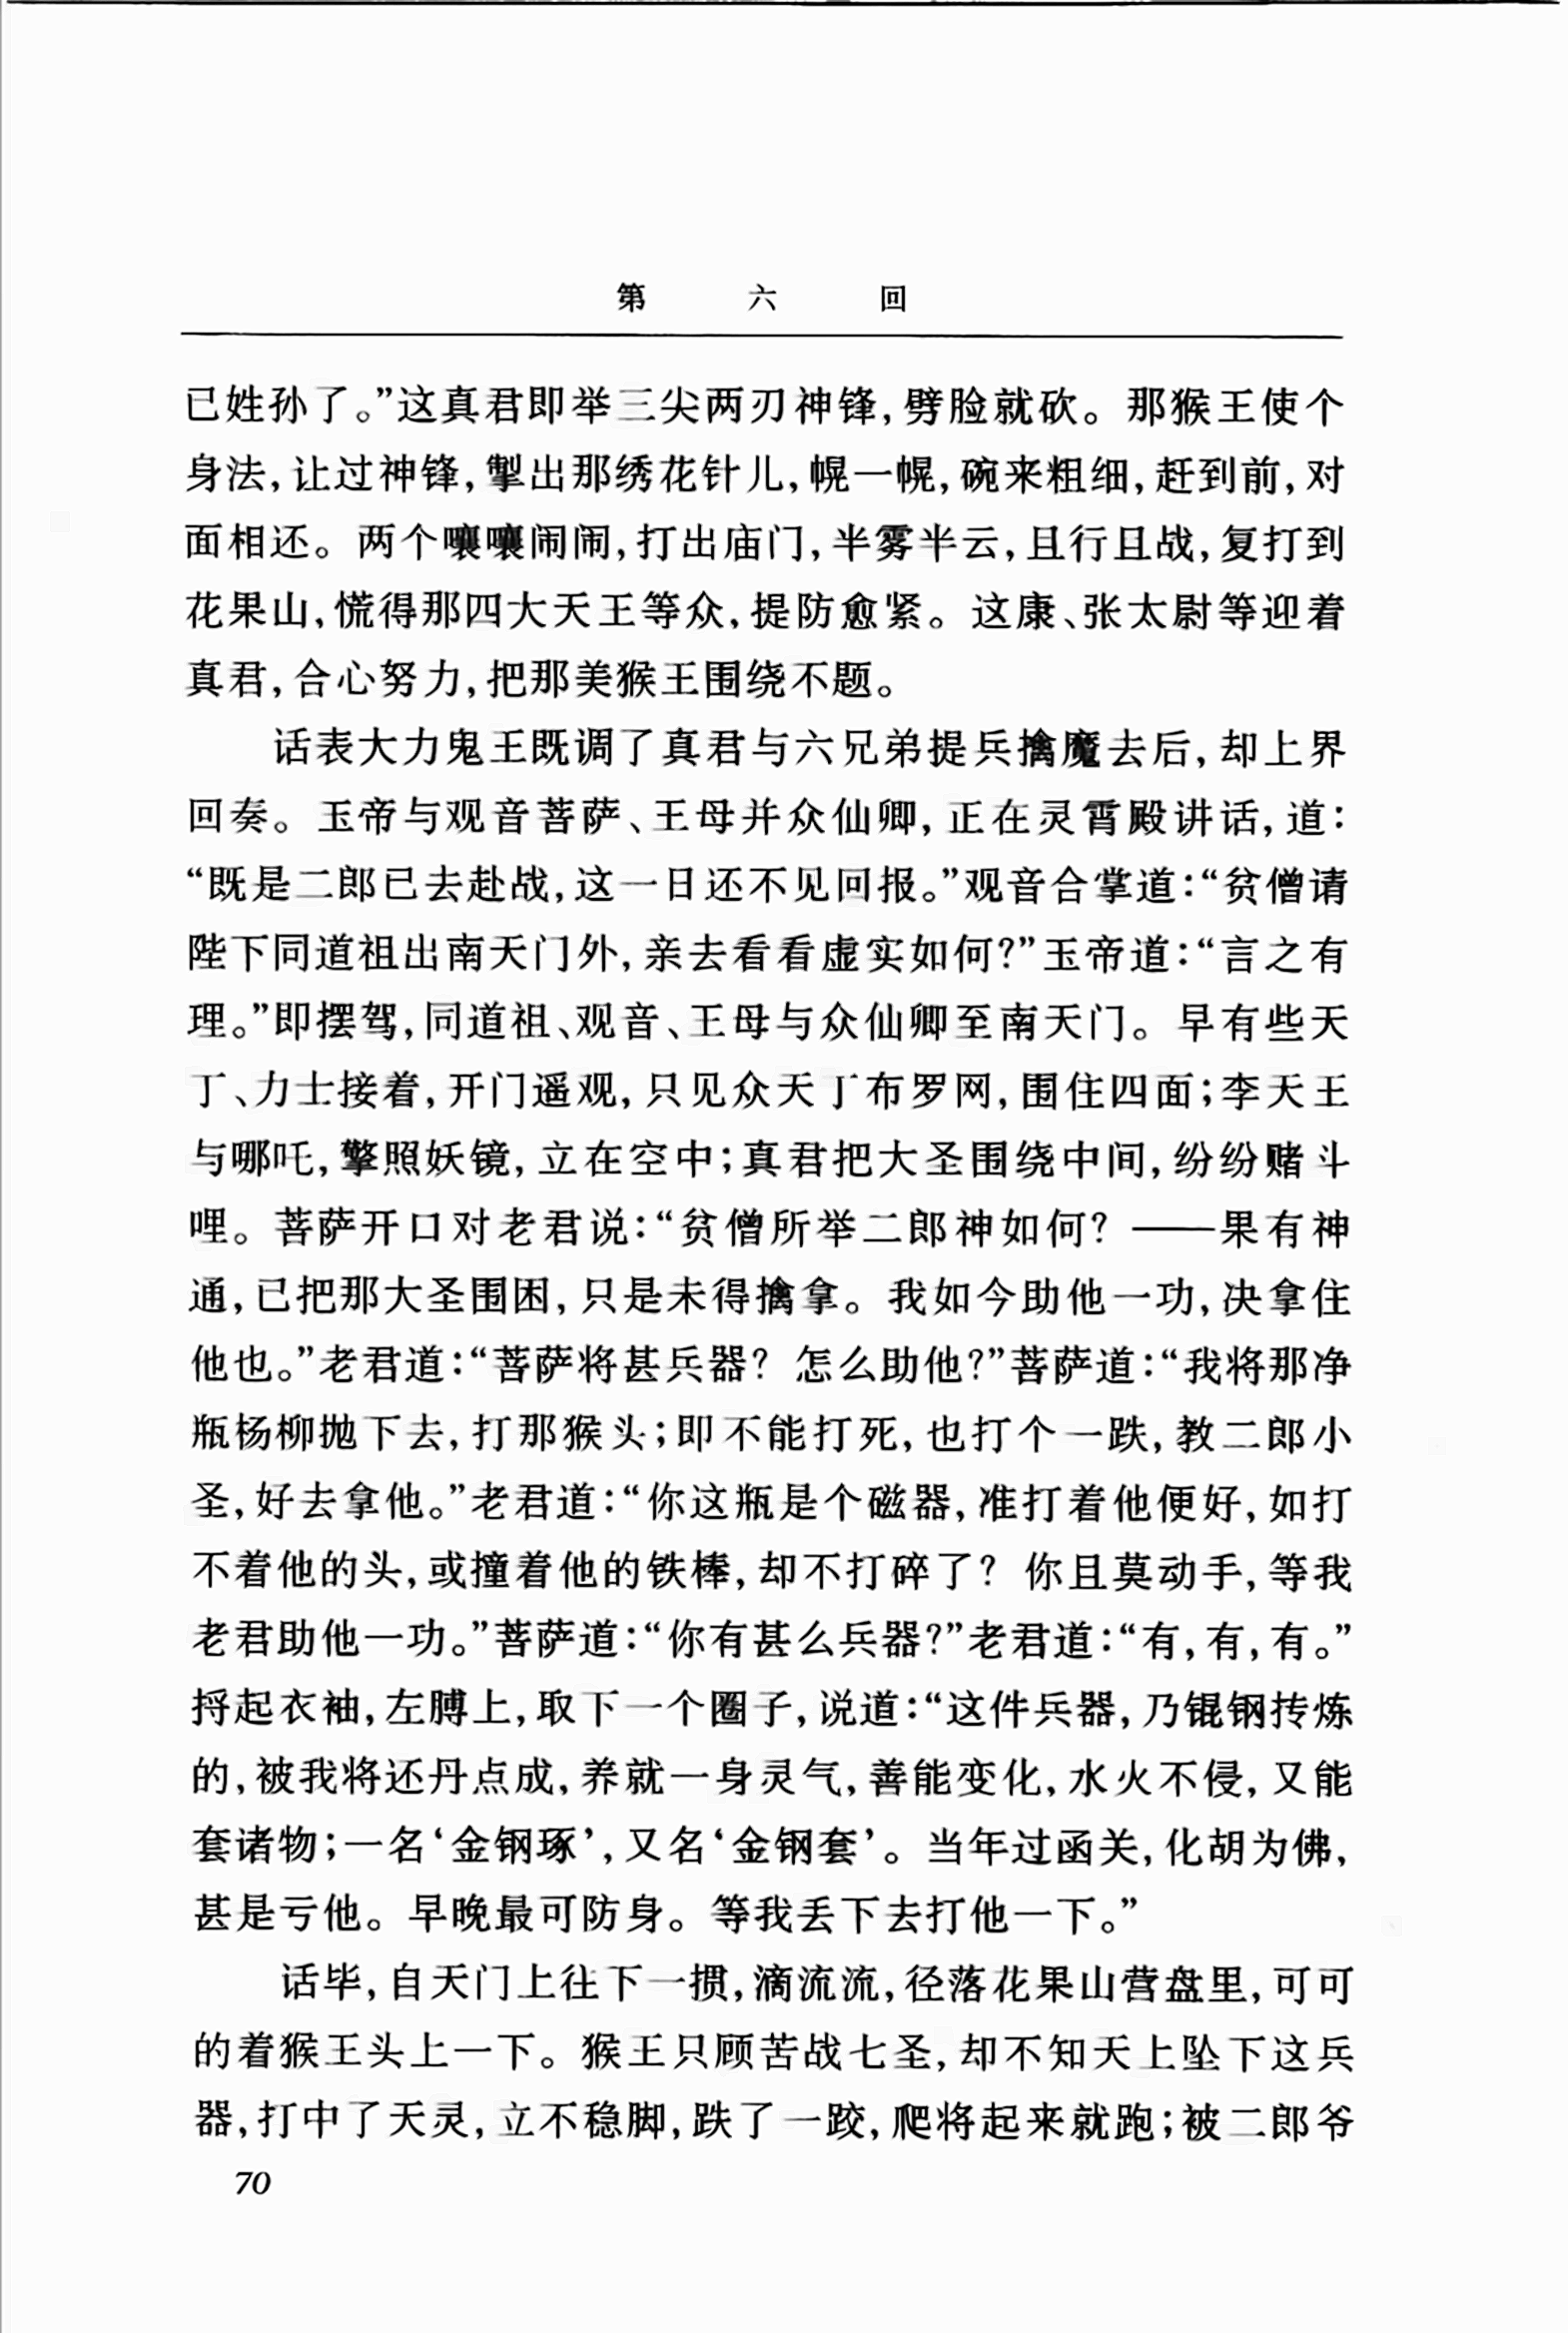 第六回
已姓孙了。”这真君即举三尖两刃神锋,劈脸就砍。那猴王使个
身法,让过神锋,掣出那绣花针儿,幌一幌,碗来粗细,赶到前,对
面相还。两个嚷嚷闹闹,打出庙门,半雾半云,且行且战,复打到
花果山,慌得那四大天王等众,提防愈紧。这康、张太尉等迎着
真君,合心努力,把那美猴王围绕不题。
话表大力鬼王既调了真君与六兄弟提兵擒魔去后,却上界
回奏。玉帝与观音菩萨、王母并众仙卿,正在灵霄殿讲话,道:
“既是二郎已去赴战,这一日还不见回报。”观音合掌道:“贫僧请
陛下同道祖出南天门外,亲去看看虚实如何?”玉帝道:“言之有
理。”即摆驾,同道祖、观音、王母与众仙卿至南天门。早有些天
丁、力士接着,开门遥观,只见众天丁布罗网,围住四面;李天王
与哪吒,擎照妖镜,立在空中;真君把大圣围绕中间,纷纷赌斗
哩。菩萨开口对老君说:“贫僧所举二郎神如何?——果有神
通,已把那大圣围困,只是未得擒拿。我如今助他一功,决拿住
他也。”老君道:“菩萨将甚兵器?怎么助他?”菩萨道:“我将那净
瓶杨柳抛下去,打那猴头;即不能打死,也打个一跌,教二郎小
圣,好去拿他。”老君道:“你这瓶是个磁器,准打着他便好,如打
不着他的头,或撞着他的铁棒,却不打碎了?你且莫动手,等我
老君助他一功。”菩萨道:“你有甚么兵器?”老君道:“有,有,有。”
捋起衣袖,左膊上,取下一个圈子,说道:“这件兵器,乃锟钢抟炼
的,被我将还丹点成,养就一身灵气,善能变化,水火不侵,又能
套诸物;一名‘金钢琢’,又名‘金钢套’。当年过函关,化胡为佛,
甚是亏他。早晚最可防身。等我丢下去打他一下。”
话毕,自天门上往下一掼,滴流流,径落花果山营盘里,可可
的着猴王头上一下。猴王只顾苦战七圣,却不知天上坠下这兵
器,打中了天灵,立不稳脚,跌了一跤,爬将起来就跑;被二郎爷
70